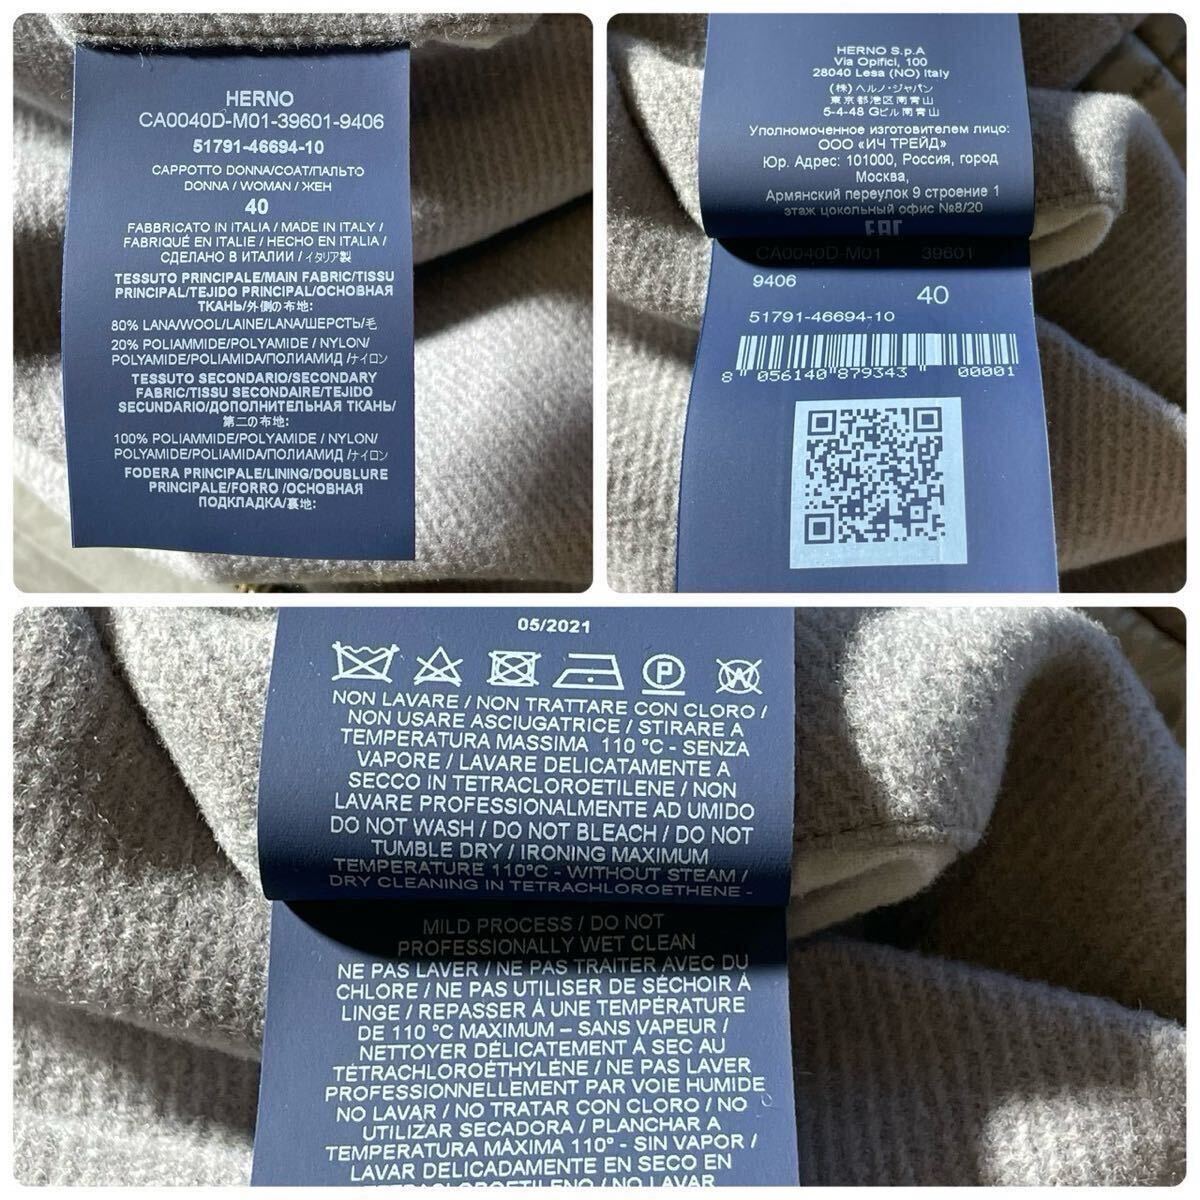 HERNO
CA0040D-M01-39601-9406
51791-46694-10
CAPPOTTO DONNA/COAT/ПАЛЬТО
DONNA / WOMAN / ЖЕН
40
FABBRICATO IN ITALIA / MADE IN ITALY /
FABRIQUÉ EN ITALIE / HECHO EN ITALIA /
СДЕЛАНО В ИТАЛИИ / イタリア製
TESSUTO PRINCIPALE/MAIN FABRIC/TISSU
PRINCIPAL/TEJIDO PRINCIPAL/ОСНОВНАЯ
ТКАНЬ/外側の布地:
80% LANA/WOOL/LAINE/LANA/ШЕРСТЬ/毛
20% POLIAMMIDE/POLYAMIDE / NYLON/
POLYAMIDE/POLIAMIDA/ПОЛИАМИД /ナイロン
TESSUTO SECONDARIO/SECONDARY
FABRIC/TISSU SECONDAIRE/TEJIDO
SECUNDARIO/ДОПОЛНИТЕЛЬНАЯ ТКАНЬ/
第二の布地:
100% POLIAMMIDE/POLYAMIDE / NYLON/
POLYAMIDE/POLIAMIDA/ПОЛИАМИД /ナイロン
FODERA PRINCIPALE/LINING/DOUBLURE
PRINCIPALE/FORRO /ОСНОВНАЯ
ПОДКЛАДКА/裏地:
HERNO S.p.A
Via Opifici, 100
28040 Lesa (NO) Italy
(株) ヘルノ・ジャパン
東京都港区南青山
5-4-48 Gビル南青山
Уполномоченное изготовителем лицо:
ООО «ИЧ ТРЕЙД»
Юр. Адрес: 101000, Россия, город
Москва,
Армянский переулок 9 строение 1
этаж цокольный офис №8/20
EAC
CA0040D-M01 39601
9406
40
51791-46694-10
8 056140 879343 00001
05/2021
P
W
NON LAVARE / NON TRATTARE CON CLORO /
NON USARE ASCIUGATRICE / STIRARE A
TEMPERATURA MASSIMA 110 °C - SENZA
VAPORE / LAVARE DELICATAMENTE A
SECCO IN TETRACLOROETILENE / NON
LAVARE PROFESSIONALMENTE AD UMIDO
DO NOT WASH / DO NOT BLEACH / DO NOT
TUMBLE DRY / IRONING MAXIMUM
TEMPERATURE 110°C - WITHOUT STEAM /
DRY CLEANING IN TETRACHLOROETHENE -
MILD PROCESS / DO NOT
PROFESSIONALLY WET CLEAN
NE PAS LAVER / NE PAS TRAITER AVEC DU
CHLORE / NE PAS UTILISER DE SÉCHOIR À
LINGE / REPASSER À UNE TEMPÉRATURE
DE 110 °C MAXIMUM – SANS VAPEUR /
NETTOYER DÉLICATEMENT À SEC AU
TÉTRACHLOROÉTHYLÈNE / NE PAS LAVER
PROFESSIONNELLEMENT PAR VOIE HUMIDE
NO LAVAR / NO TRATAR CON CLORO / NO
UTILIZAR SECADORA / PLANCHAR A
TEMPERATURA MÁXIMA 110° - SIN VAPOR /
LAVAR DELICADAMENTE EN SECO EN